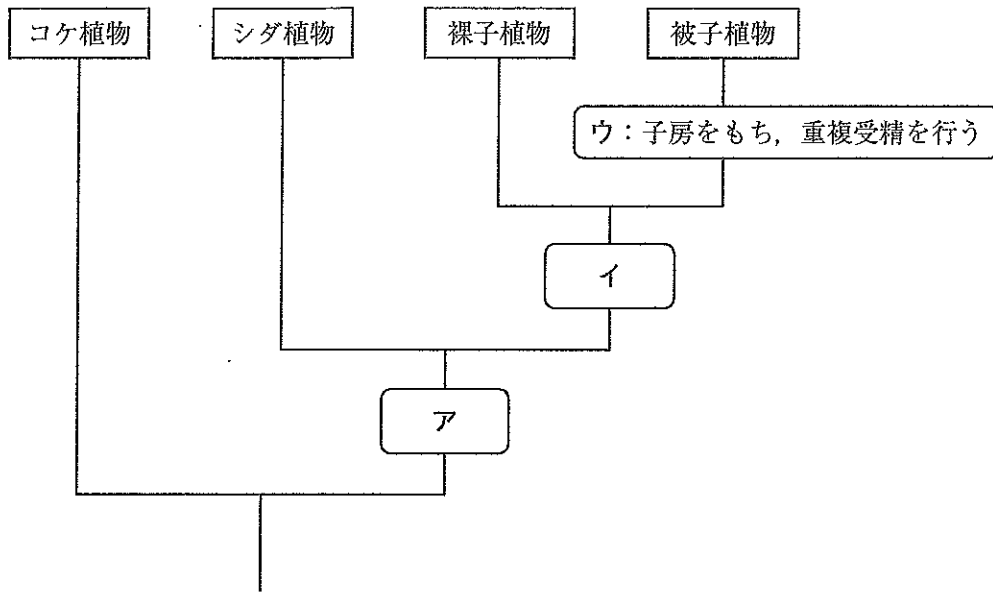 コケ植物
シダ植物
裸子植物
被子植物
ウ：子房をもち，重複受精を行う
イ
ア